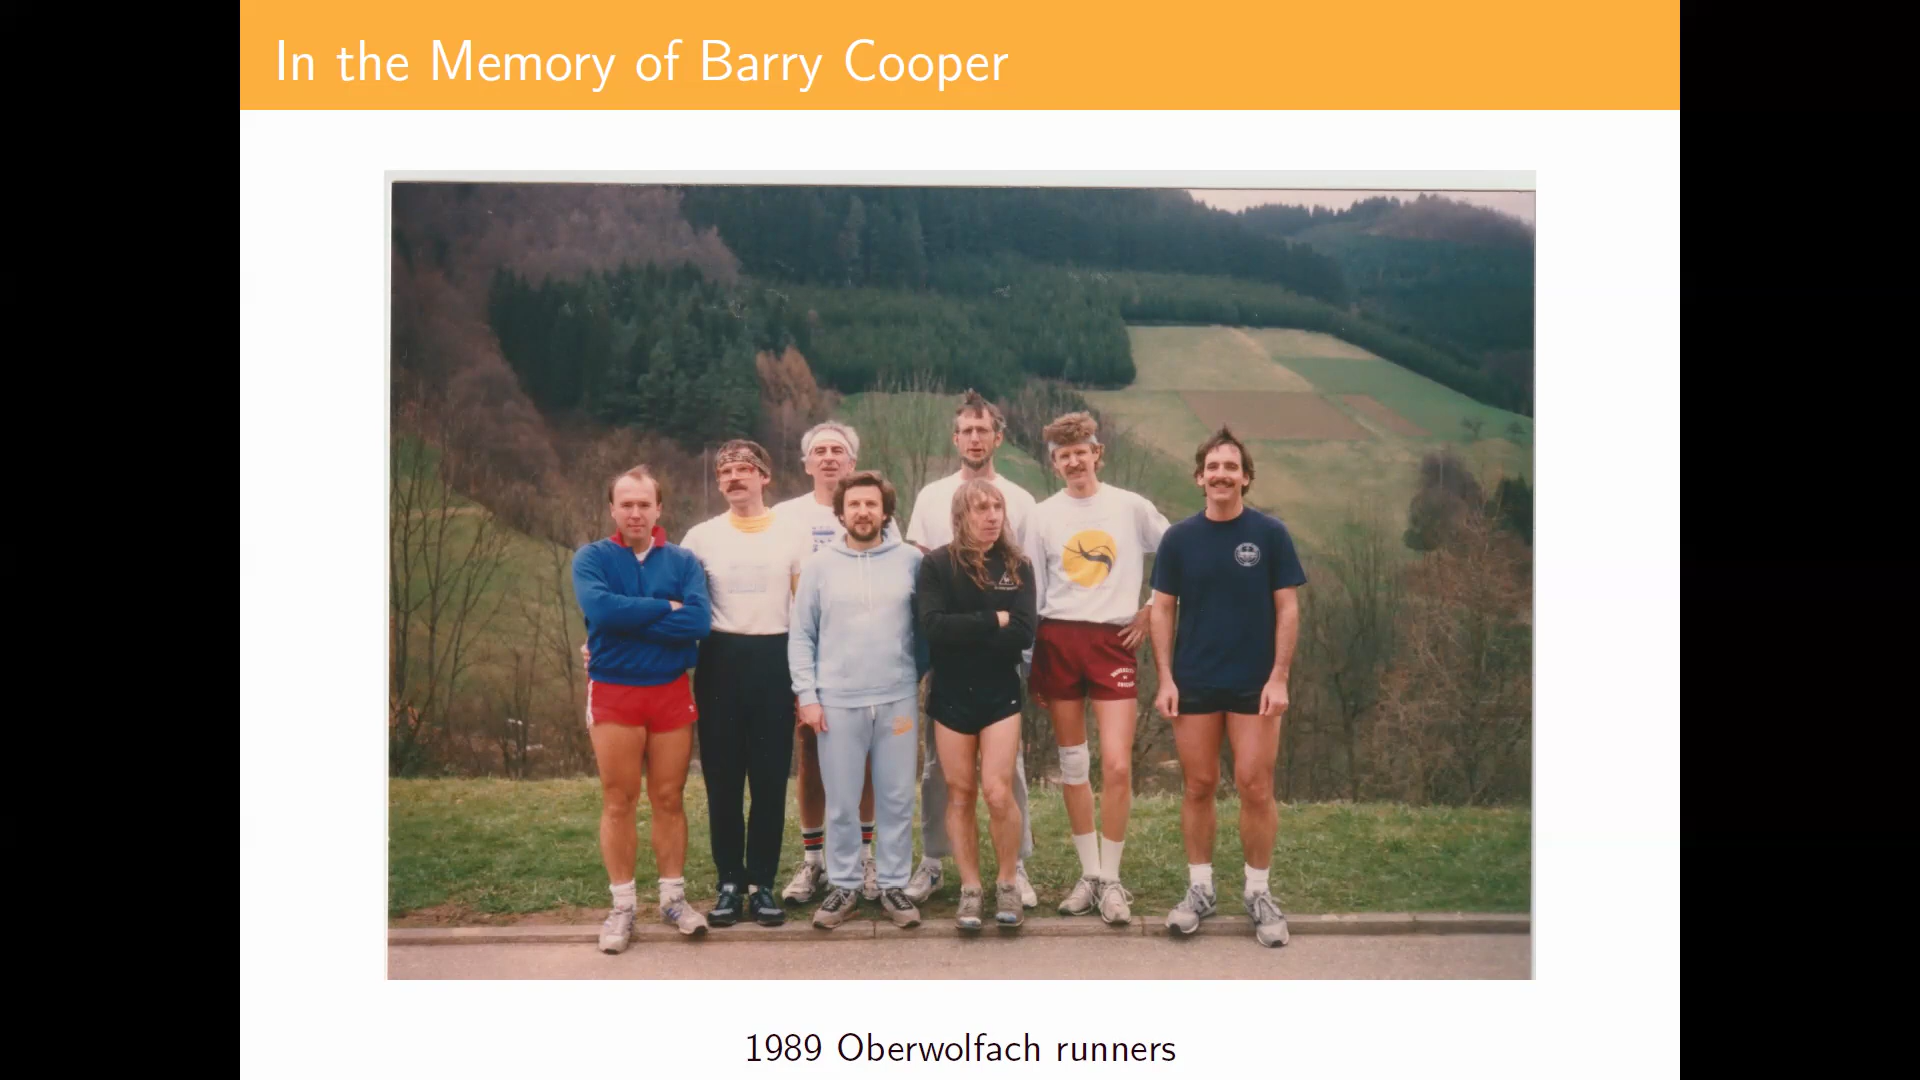 In the Memory of Barry Cooper
1989 Oberwolfach runners